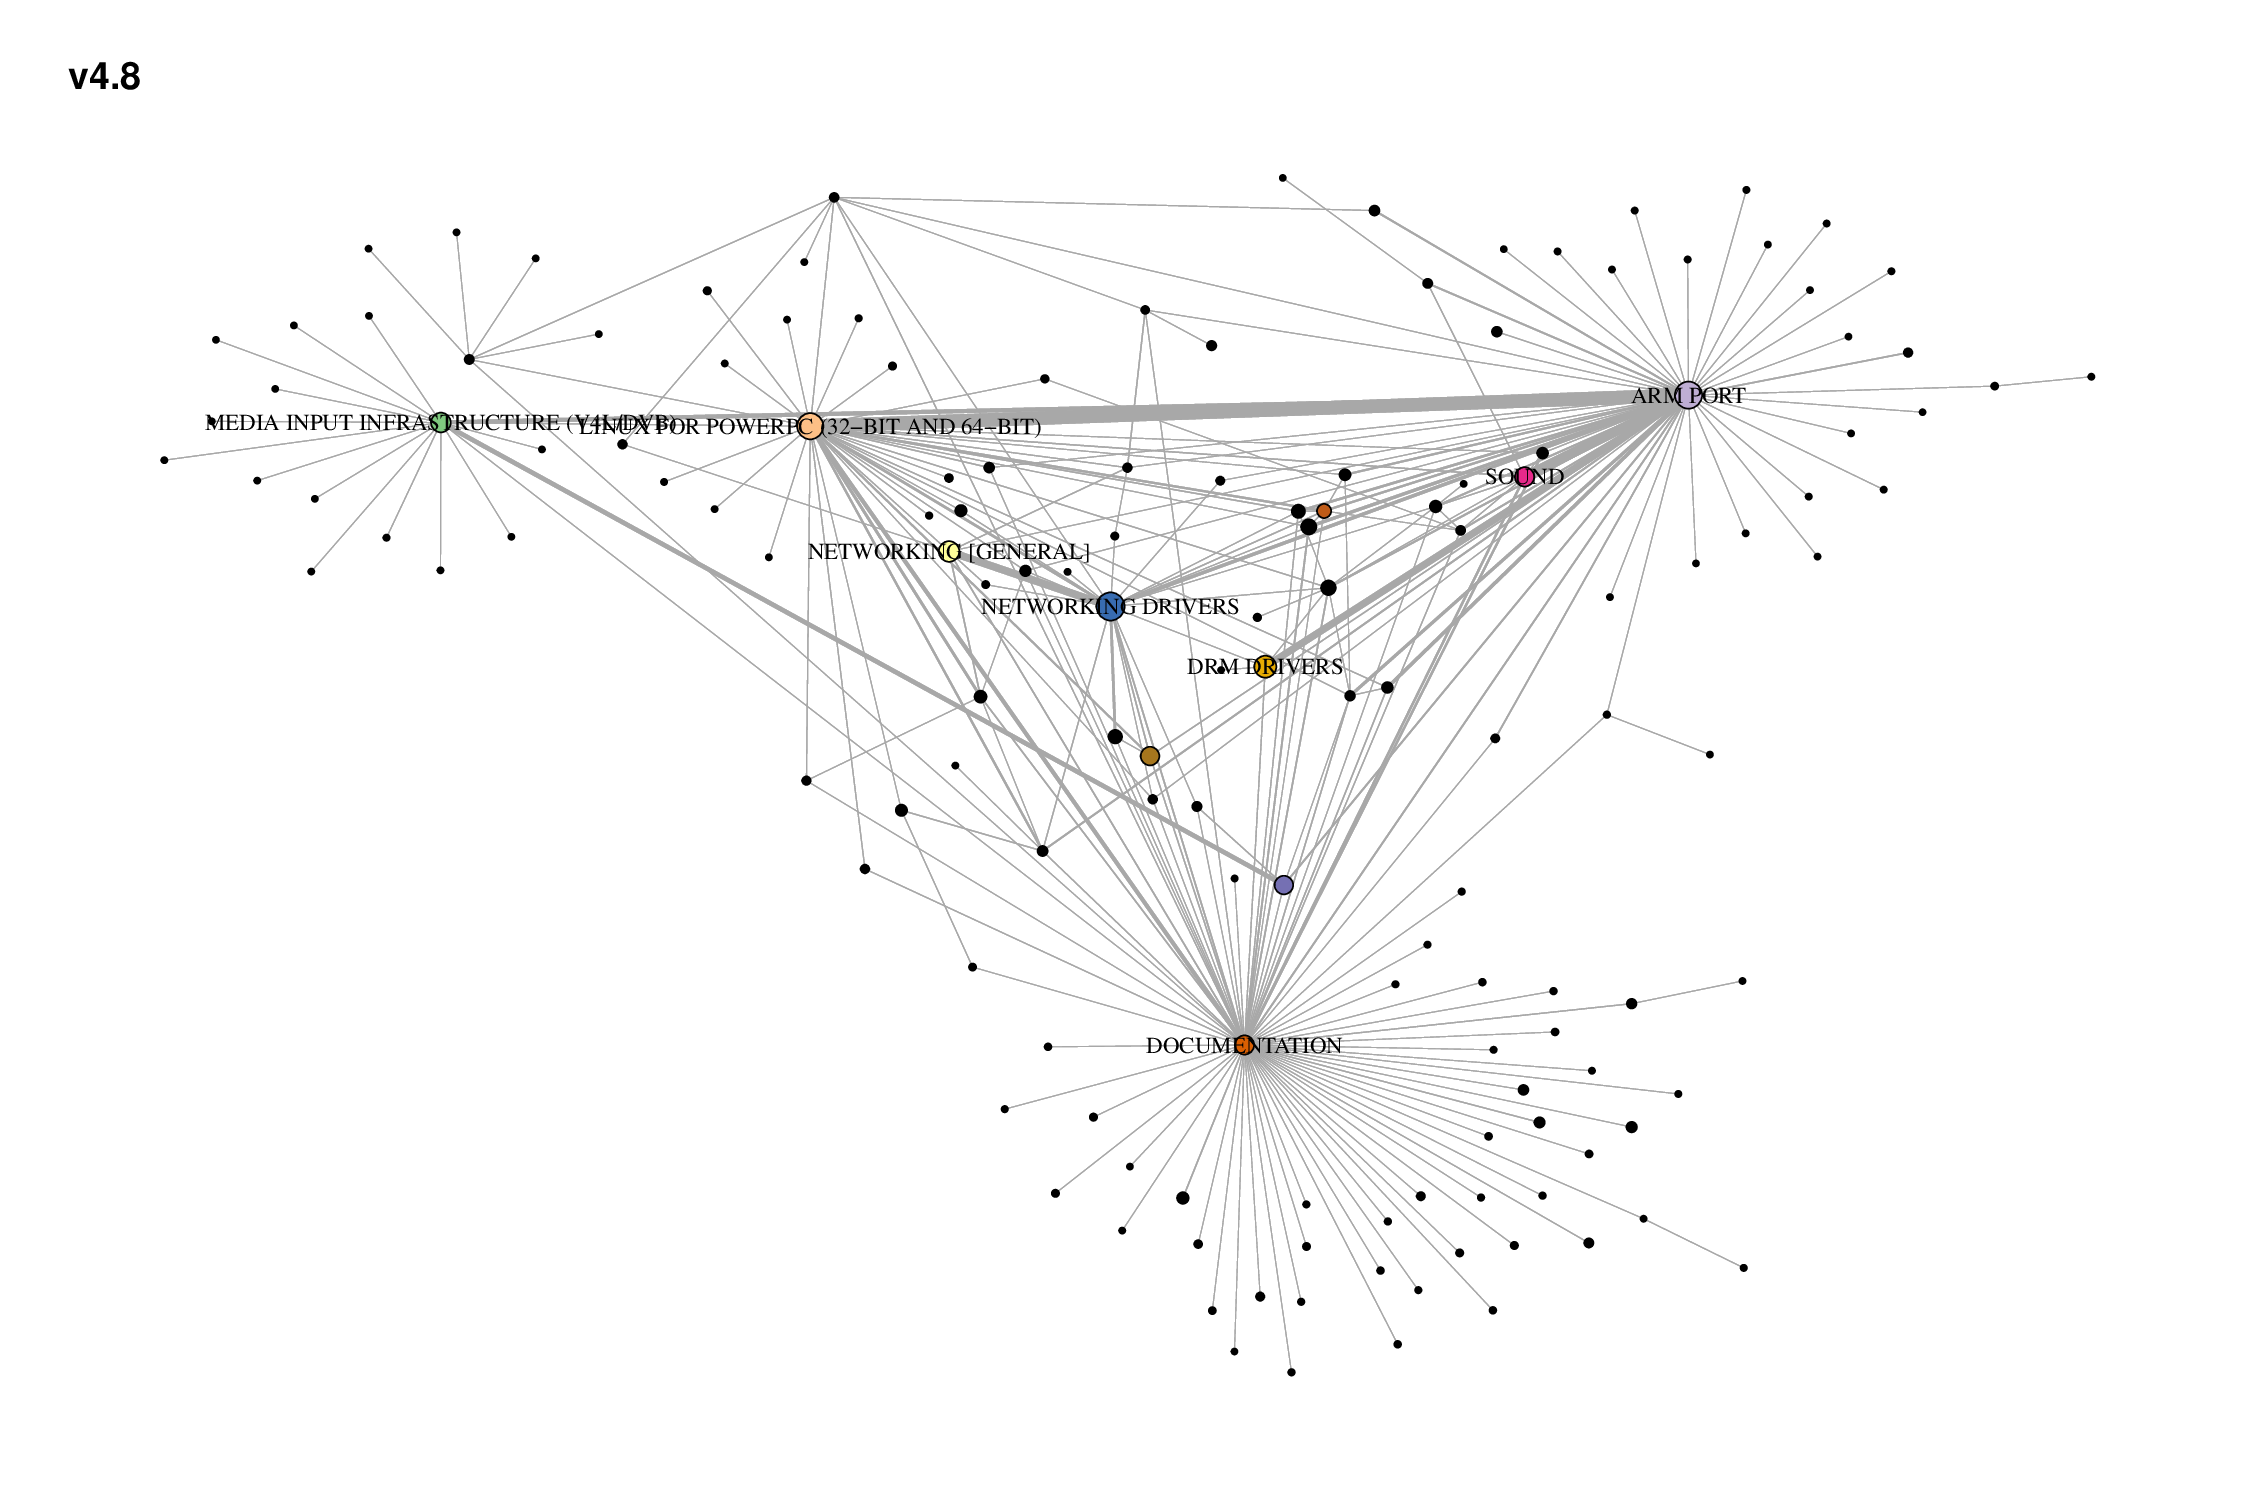 v4.8
ARM PORT
MEDIA INPUT INFRASTRUCTURE (V4L/DVB)
LINUX FOR POWERPC (32−BIT AND 64−BIT)
SOUND
NETWORKING [GENERAL]
NETWORKING DRIVERS
DRM DRIVERS
DOCUMENTATION